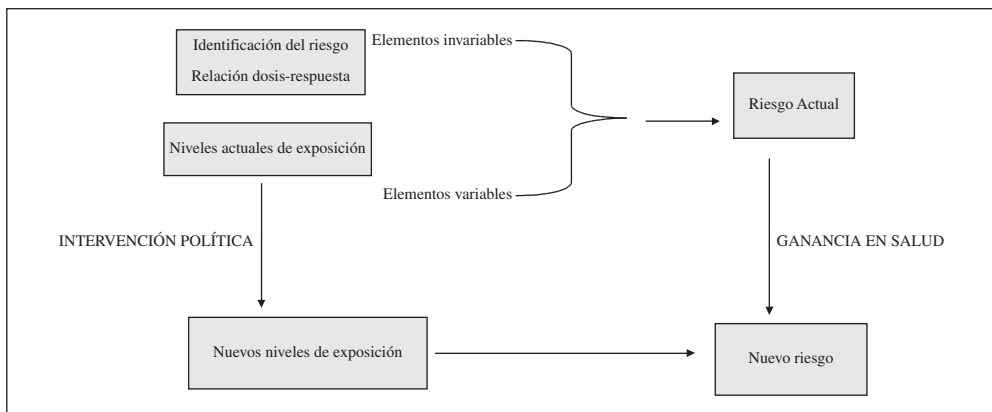 Identificación del riesgo
Relación dosis-respuesta
Elementos invariables
Riesgo Actual
Niveles actuales de exposición
Elementos variables
INTERVENCIÓN POLÍTICA
GANANCIA EN SALUD
Nuevos niveles de exposición
Nuevo riesgo